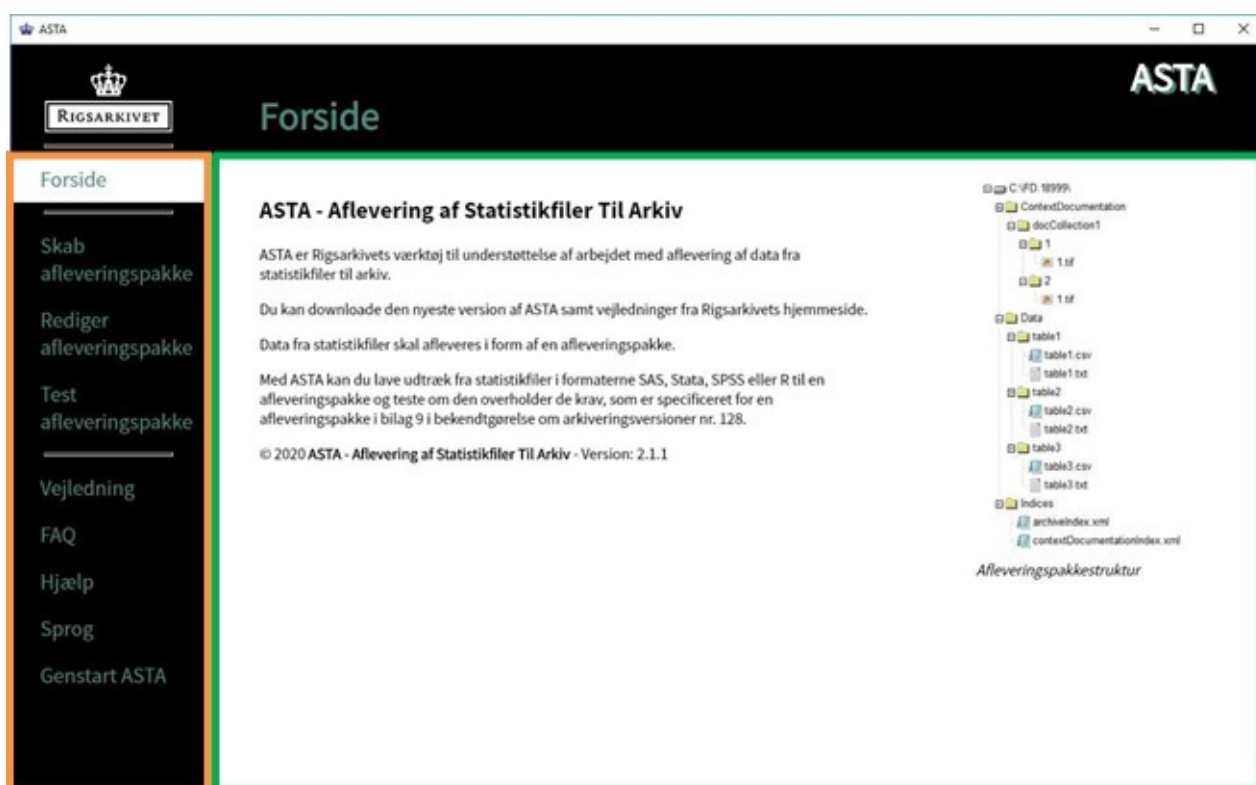 ASTA
ASTA
RIGSARKIVET
Forside
Forside
Skab
afleveringspakke
Rediger
afleveringspakke
Test
afleveringspakke
Vejledning
FAQ
Hjælp
Sprog
Genstart ASTA
ASTA - Aflevering af Statistikfiler Til Arkiv
ASTA er Rigsarkivets værktøj til understøttelse af arbejdet med aflevering af data fra
statistikfiler til arkiv.
Du kan downloade den nyeste version af ASTA samt vejledninger fra Rigsarkivets hjemmeside.
Data fra statistikfiler skal afleveres i form af en afleveringspakke.
Med ASTA kan du lave udtræk fra statistikfiler i formaterne SAS, Stata, SPSS eller R til en
afleveringspakke og teste om den overholder de krav, som er specificeret for en
afleveringspakke i bilag 9 i bekendtgørelse om arkiveringsversioner nr. 128.
© 2020 ASTA - Aflevering af Statistikfiler Til Arkiv - Version: 2.1.1
C:\FD.18999\
ContextDocumentation
docCollection1
1
1.tif
2
1.tif
Data
table1
table1.csv
table1.txt
table2
table2.csv
table2.txt
table3
table3.csv
table3.txt
Indices
archiveIndex.xml
contextDocumentationIndex.xml
Afleveringspakkestruktur